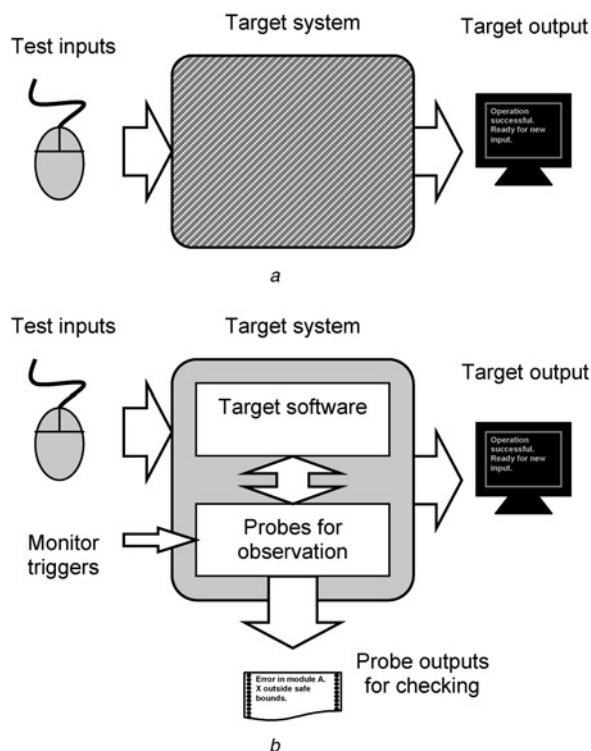 Target system
Target output
Test inputs
Operation
successful.
Ready for new
input.
a
Test inputs
Target system
Target output
Target software
Operation
successful.
Ready for new
input.
Probes for
observation
Monitor
triggers
Error in module A.
X outside safe
bounds.
Probe outputs
for checking
b